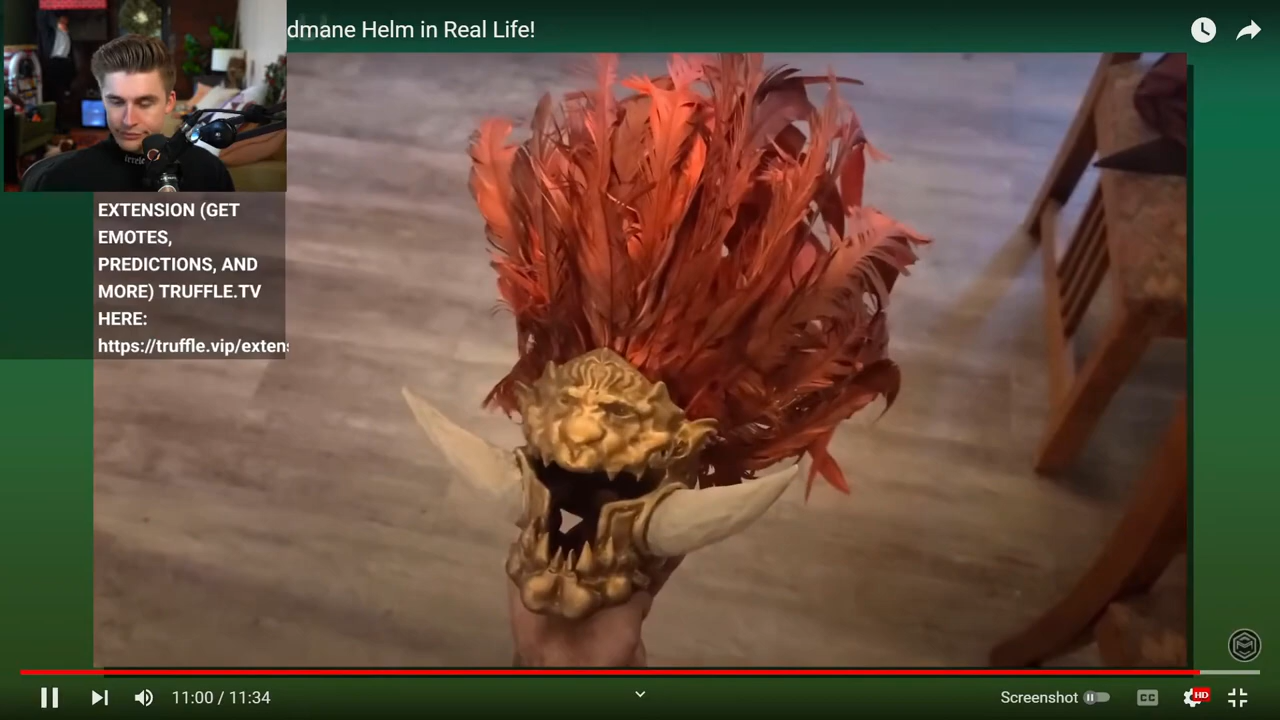 dmane Helm in Real Life!
EXTENSION (GET
EMOTES,
PREDICTIONS, AND
MORE) TRUFFLE.TV
HERE:
https://truffle.vip/extens
11:00 / 11:34
Screenshot
CC
HD